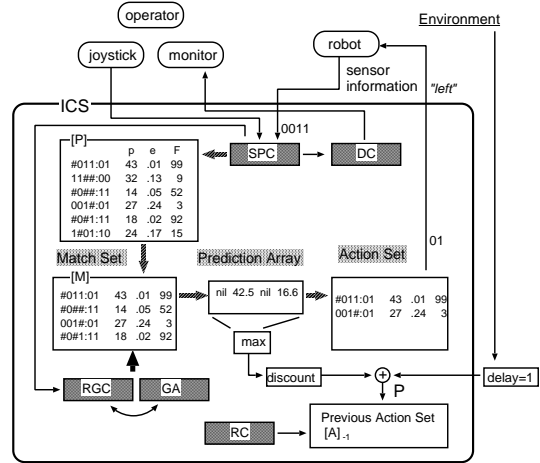 operator
Environment
joystick
monitor
robot
sensor
information
"left"
ICS
0011
[P]
p e F
#011:01 43 .01 99
11##:00 32 .13 9
#0##:11 14 .05 52
001#:01 27 .24 3
#0#1:11 18 .02 92
1#01:10 24 .17 15
SPC
DC
01
Match Set
Prediction Array
Action Set
[M]
#011:01 43 .01 99
#0##:11 14 .05 52
001#:01 27 .24 3
#0#1:11 18 .02 92
nil 42.5 nil 16.6
#011:01 43 .01 99
001#:01 27 .24 3
max
RGC
GA
discount
+
P
delay=1
RC
Previous Action Set
[A] -1